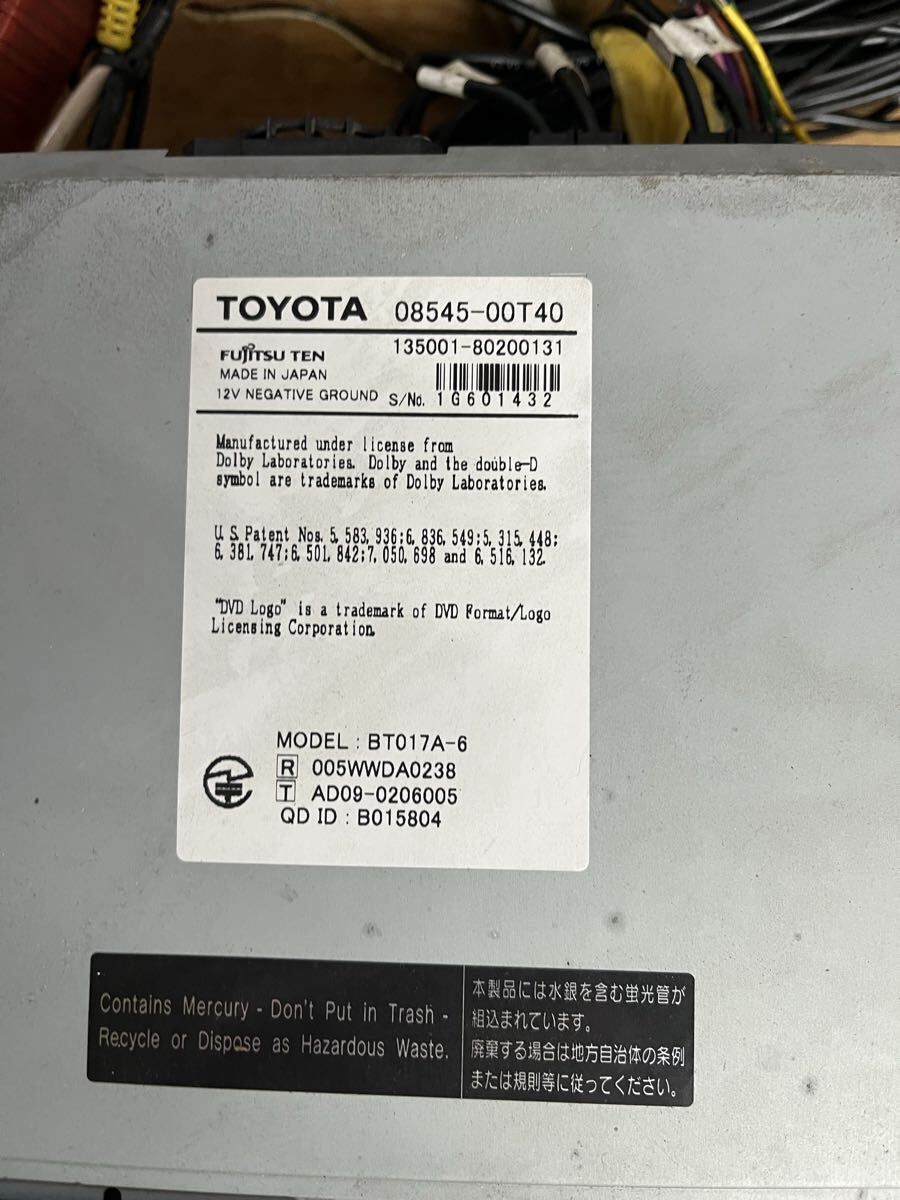 TOYOTA 08545-00T40
FUJITSU TEN 135001-80200131
MADE IN JAPAN
12V NEGATIVE GROUND S/No. 1G601432
Manufactured under license from
Dolby Laboratories. Dolby and the double-D
symbol are trademarks of Dolby Laboratories.
U.S.Patent Nos.5,583,936;6,836,549;5,315,448;
6,381,747;6,501,842;7,050,698 and 6,516,132.
"DVD Logo" is a trademark of DVD Format/Logo
Licensing Corporation.
MODEL : BT017A-6
R 005WWDA0238
T AD09-0206005
QD ID : B015804
Contains Mercury - Don't Put in Trash -
Recycle or Dispose as Hazardous Waste.
本製品には水銀を含む蛍光管が
組込まれています。
廃棄する場合は地方自治体の条例
または規則等に従ってください。